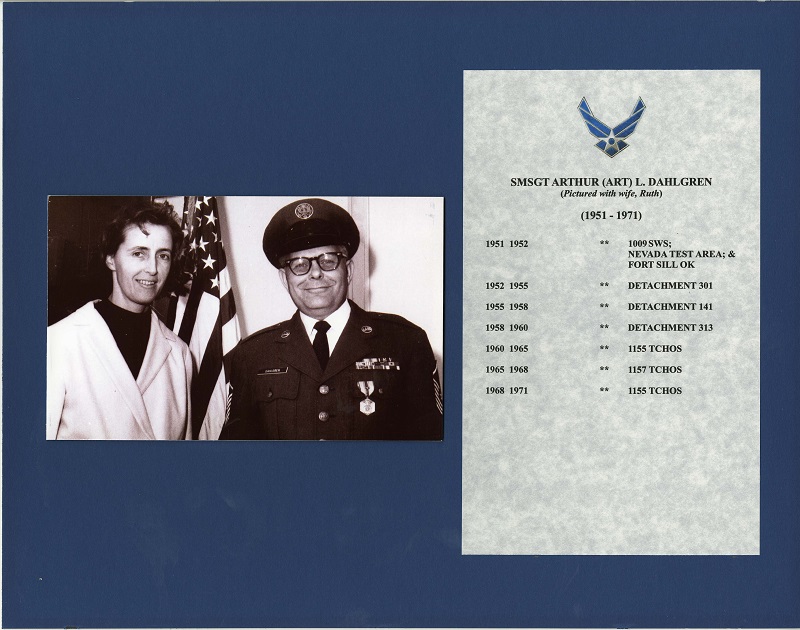 SMSGT ARTHUR (ART) L. DAHLGREN
(Pictured with wife, Ruth)
(1951 - 1971)
1951 1952 ** 1009 SWS;
NEVADA TEST AREA; &
FORT SILL OK
1952 1955 ** DETACHMENT 301
1955 1958 ** DETACHMENT 141
1958 1960 ** DETACHMENT 313
1960 1965 ** 1155 TCHOS
1965 1968 ** 1157 TCHOS
1968 1971 ** 1155 TCHOS
DAHLGREN